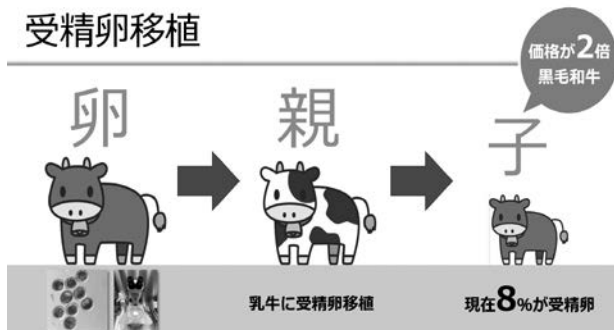 受精卵移植
価格が2倍
黒毛和牛
卵
親
子
乳牛に受精卵移植
現在8%が受精卵